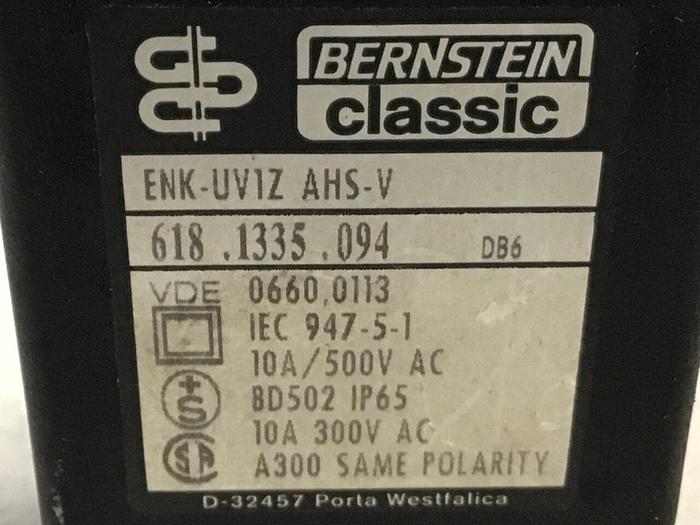 BERNSTEIN
classic
ENK-UV1Z AHS-V
618 .1335 .094 DB6
VDE 0660,0113
IEC 947-5-1
10A/500V AC
+S BD502 IP65
10A 300V AC
SA A300 SAME POLARITY
D-32457 Porta Westfalica